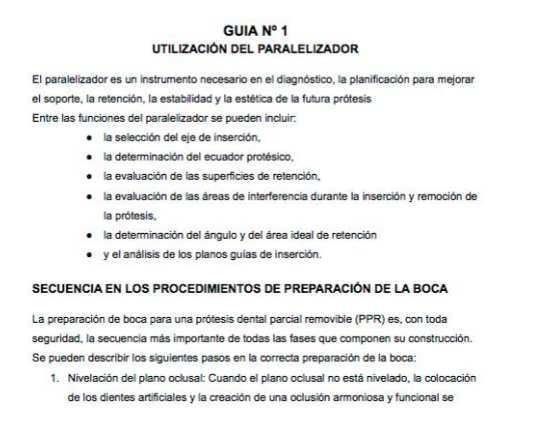 GUIA Nº 1
UTILIZACIÓN DEL PARALELIZADOR
El paralelizador es un instrumento necesario en el diagnóstico, la planificación para mejorar
el soporte, la retención, la estabilidad y la estética de la futura prótesis
Entre las funciones del paralelizador se pueden incluir:
● la selección del eje de inserción,
● la determinación del ecuador protésico,
● la evaluación de las superficies de retención,
● la evaluación de las áreas de interferencia durante la inserción y remoción de
la prótesis,
● la determinación del ángulo y del área ideal de retención
● y el análisis de los planos guías de inserción.
SECUENCIA EN LOS PROCEDIMIENTOS DE PREPARACIÓN DE LA BOCA
La preparación de boca para una prótesis dental parcial removible (PPR) es, con toda
seguridad, la secuencia más importante de todas las fases que componen su construcción.
Se pueden describir los siguientes pasos en la correcta preparación de la boca:
1. Nivelación del plano oclusal: Cuando el plano oclusal no está nivelado, la colocación
de los dientes artificiales y la creación de una oclusión armoniosa y funcional se